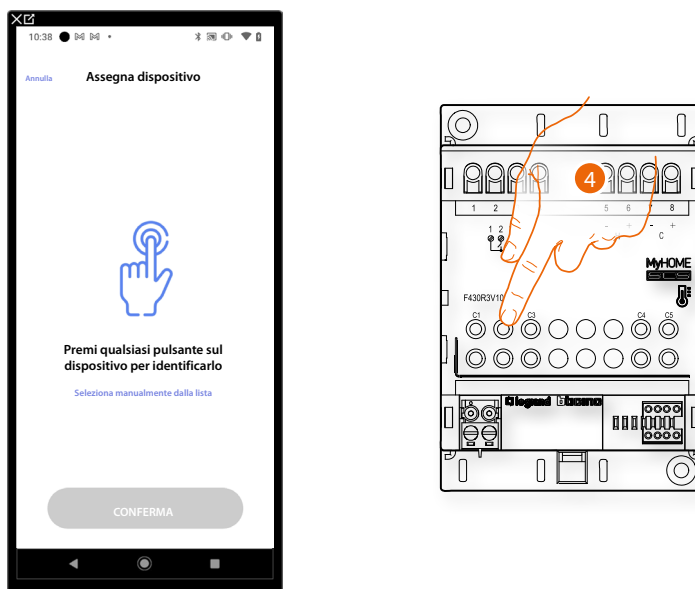 10:38
Annulla
Assegna dispositivo
Premi qualsiasi pulsante sul
dispositivo per identificarlo
Seleziona manualmente dalla lista
CONFERMA
4
1 2 5 6 7 8
1 2 - + - +
C
MyHOME
SCS
F430R3V10
C1 C3 C4 C5
legrand bticino